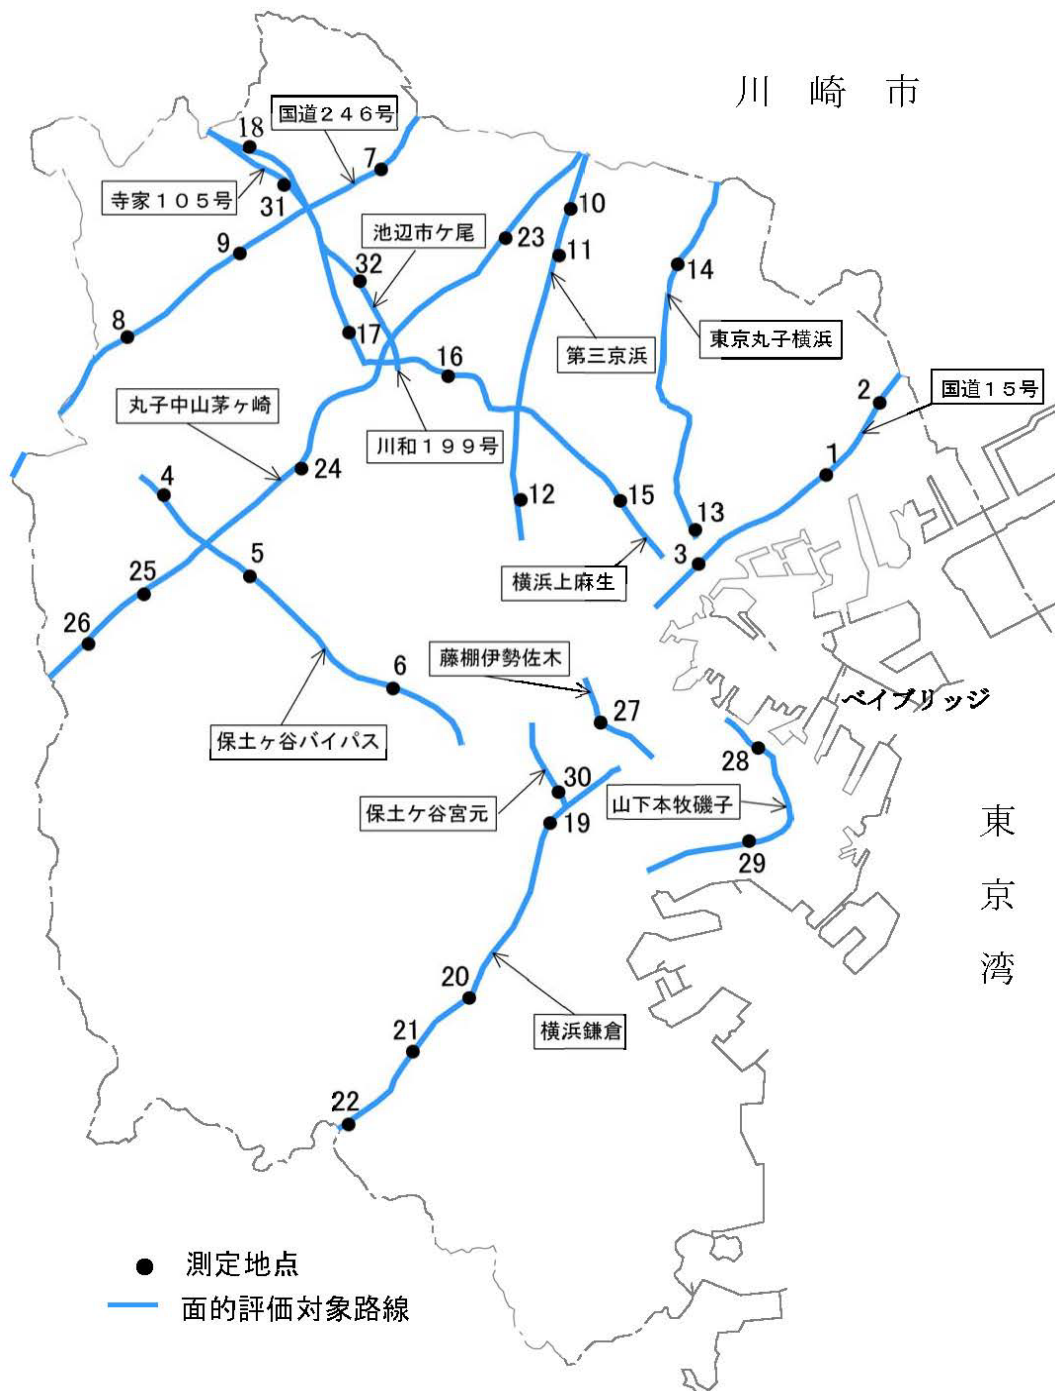 川崎市
国道246号
18
7
寺家105号
31
10
池辺市ケ尾
23
9
11
14
32
8
17
第三京浜
東京丸子横浜
16
国道15号
2
丸子中山茅ヶ崎
川和199号
24
1
4
12
15
13
5
3
25
横浜上麻生
26
藤棚伊勢佐木
6
ベイブリッジ
27
保土ヶ谷バイパス
28
30
山下本牧磯子
保土ケ谷宮元
19
東京湾
29
20
横浜鎌倉
21
22
測定地点
面的評価対象路線